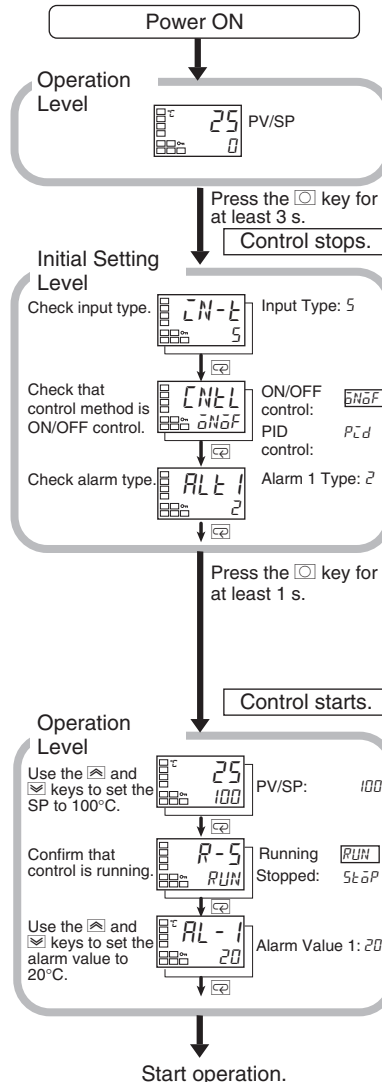 Power ON
Operation
Level
°C
25
PV/SP
0
Press the key for
at least 3 s.
Control stops.
Initial Setting
Level
Check input type.
IN-t
Input Type: 5
5
Check that
control method is
ON/OFF control.
CNtL
oNoF
ON/OFF
control:
oNoF
PID
control:
Pid
Check alarm type.
ALt1
2
Alarm 1 Type: 2
Press the key for
at least 1 s.
Control starts.
Operation
Level
Use the and
keys to set the
SP to 100°C.
°C
25
100
PV/SP: 100
Confirm that
control is running.
R-S
RUN
Running RUN
Stopped: StoP
Use the and
keys to set the
alarm value to
20°C.
°C
AL-1
20
Alarm Value 1: 20
Start operation.